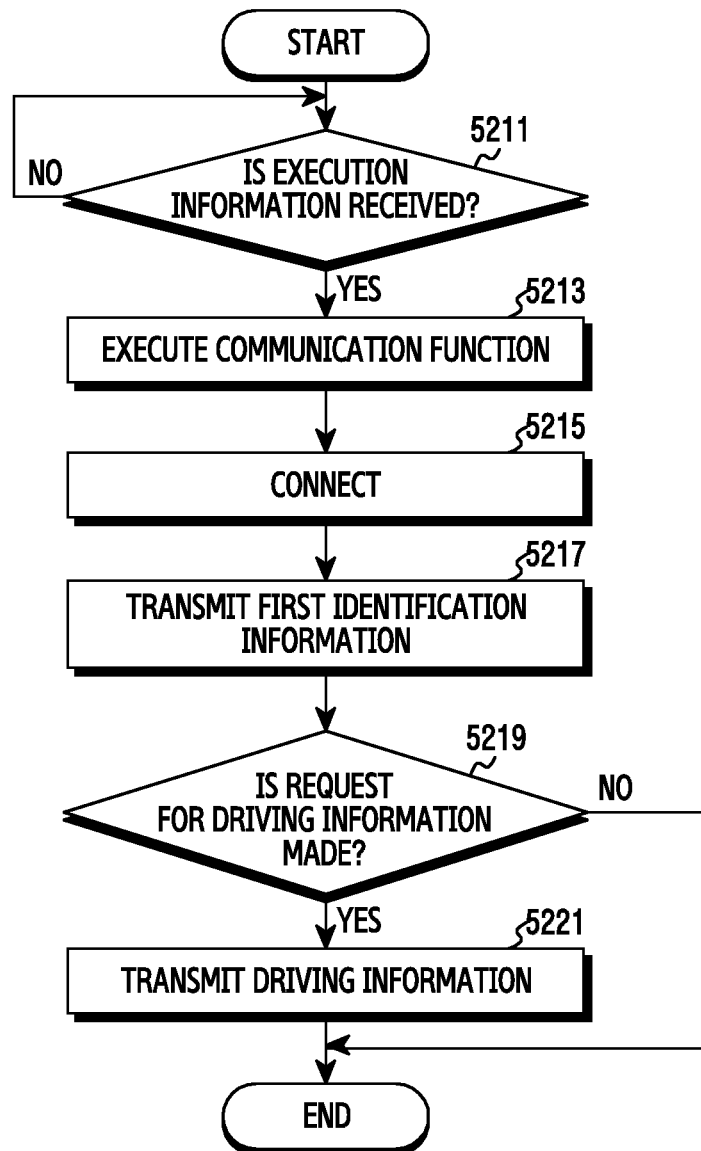 START
5211
NO
IS EXECUTION
INFORMATION RECEIVED?
YES
5213
EXECUTE COMMUNICATION FUNCTION
5215
CONNECT
5217
TRANSMIT FIRST IDENTIFICATION
INFORMATION
5219
NO
IS REQUEST
FOR DRIVING INFORMATION
MADE?
YES
5221
TRANSMIT DRIVING INFORMATION
END